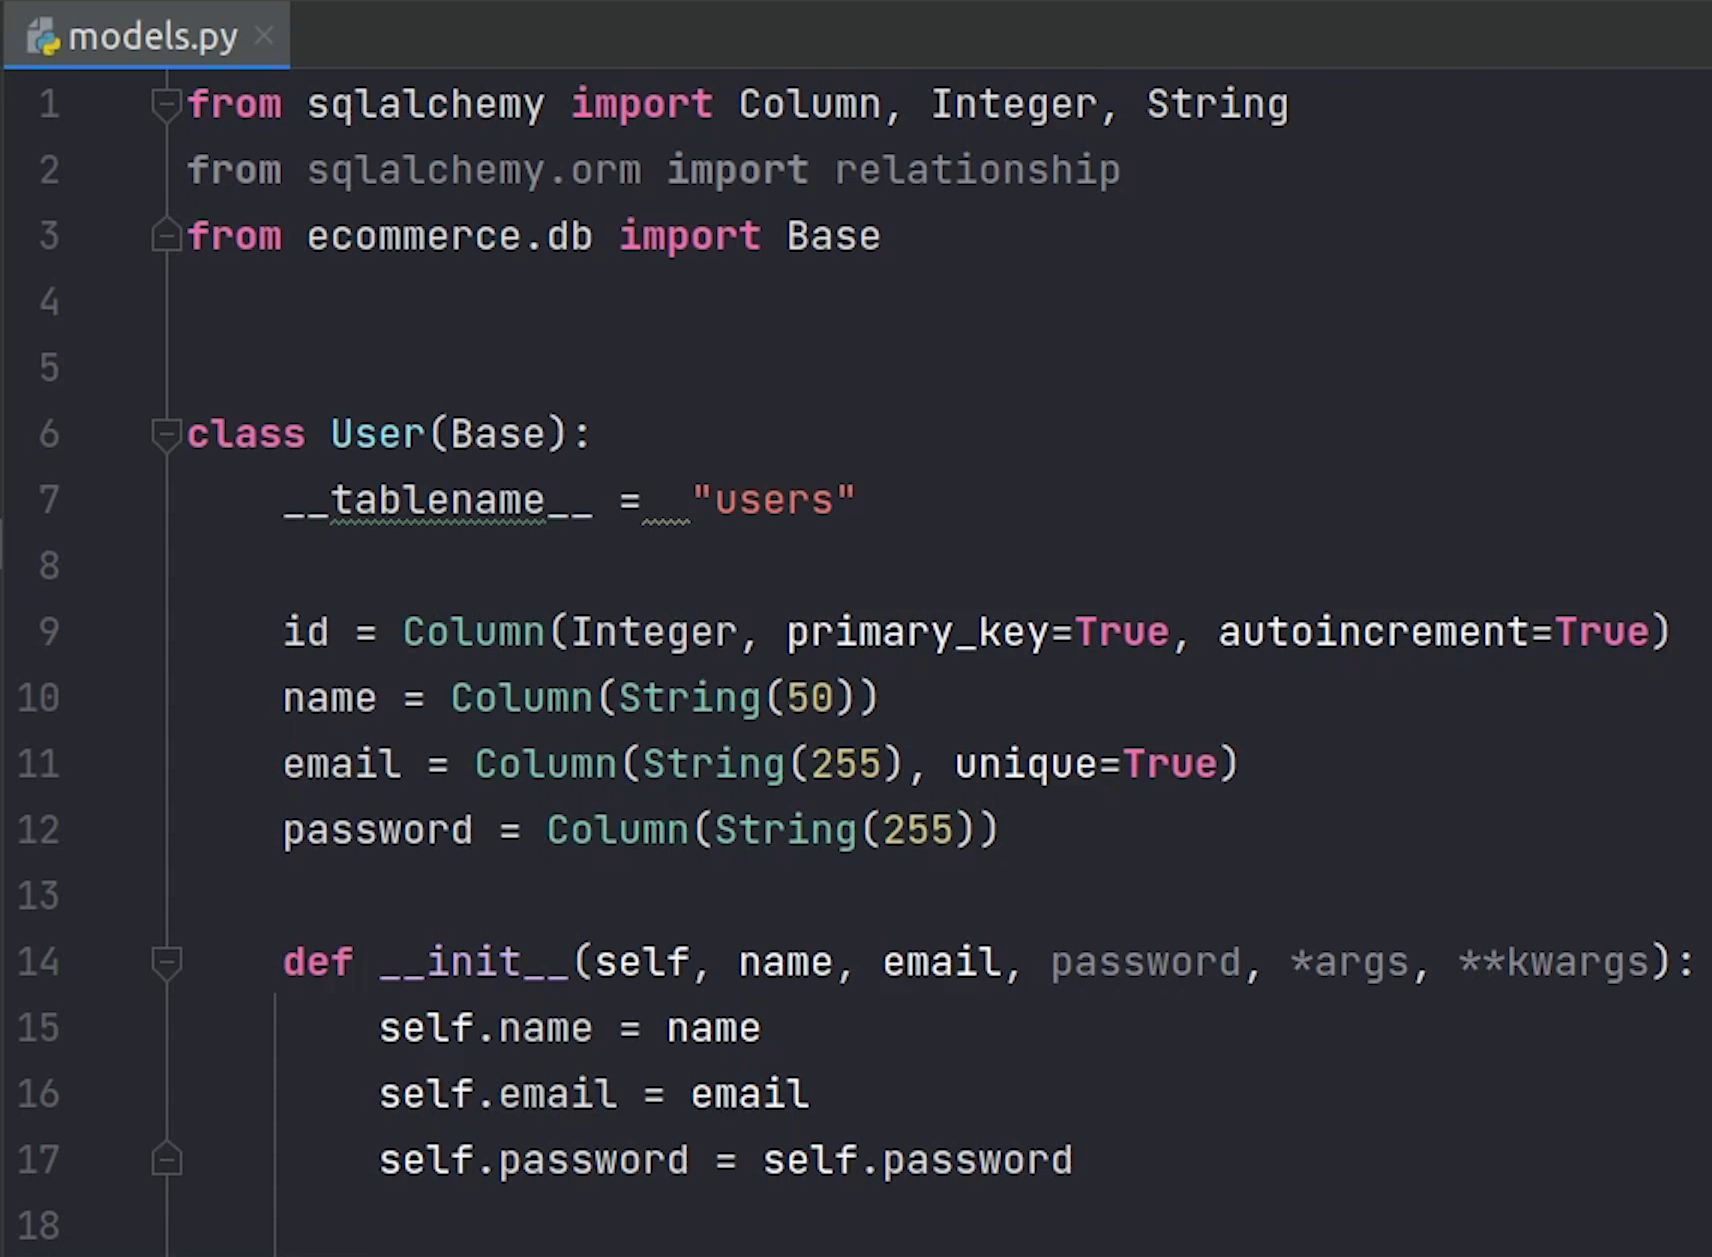 models.py
1 from sqlalchemy import Column, Integer, String
2 from sqlalchemy.orm import relationship
3 from ecommerce.db import Base
4
5
6 class User(Base):
7     __tablename__ =  "users"
8
9     id = Column(Integer, primary_key=True, autoincrement=True)
10     name = Column(String(50))
11     email = Column(String(255), unique=True)
12     password = Column(String(255))
13
14     def __init__(self, name, email, password, *args, **kwargs):
15         self.name = name
16         self.email = email
17         self.password = self.password
18